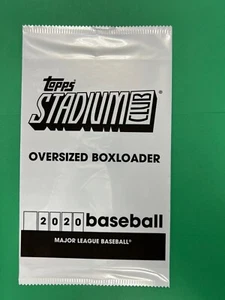 Topps
STADIUM CLUB®
OVERSIZED BOXLOADER
2020 baseball
MAJOR LEAGUE BASEBALL®